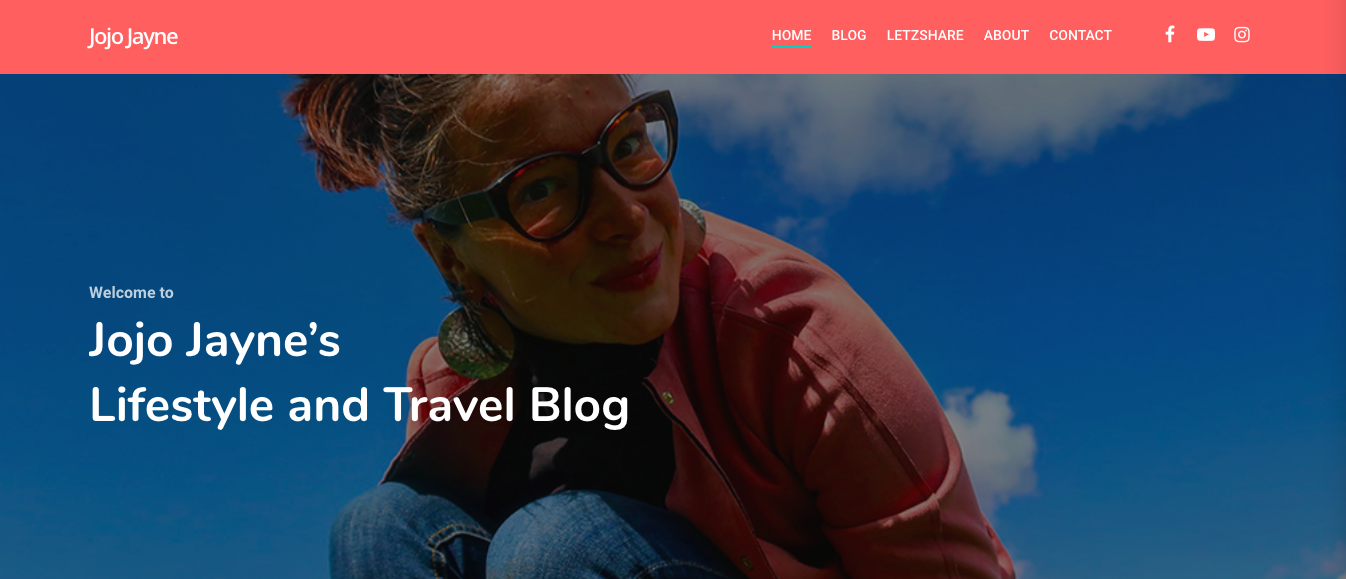 Jojo Jayne
HOME BLOG LETZSHARE ABOUT CONTACT
Welcome to
Jojo Jayne’s
Lifestyle and Travel Blog